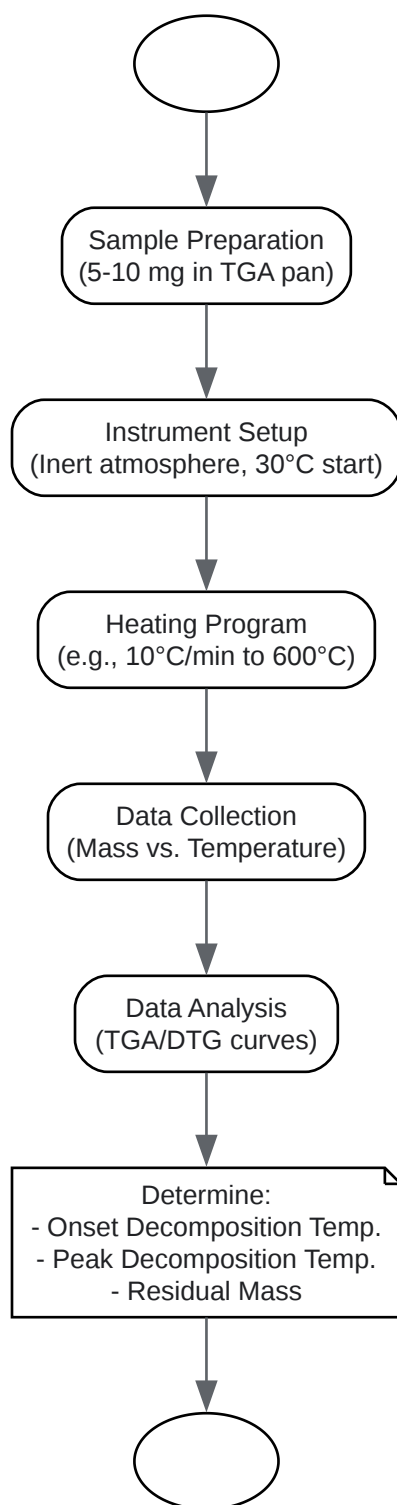 Sample Preparation
(5-10 mg in TGA pan)
Instrument Setup
(Inert atmosphere, 30°C start)
Heating Program
(e.g., 10°C/min to 600°C)
Data Collection
(Mass vs. Temperature)
Data Analysis
(TGA/DTG curves)
Determine:
- Onset Decomposition Temp.
- Peak Decomposition Temp.
- Residual Mass